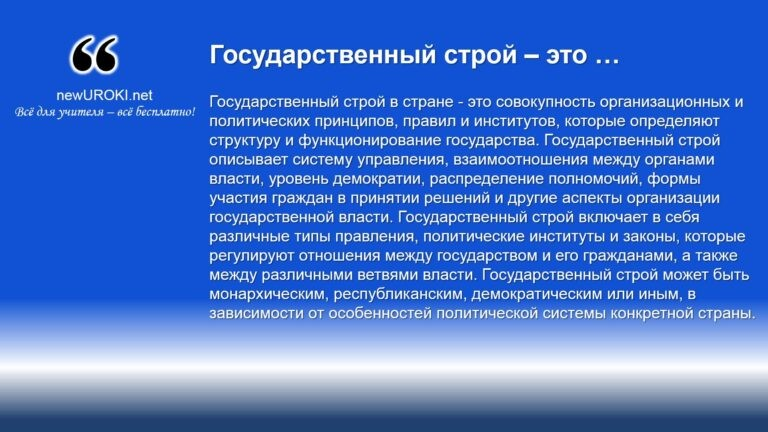 Государственный строй – это …
“
newUROKI.net
Всё для учителя – всё бесплатно!
Государственный строй в стране - это совокупность организационных и
политических принципов, правил и институтов, которые определяют
структуру и функционирование государства. Государственный строй
описывает систему управления, взаимоотношения между органами
власти, уровень демократии, распределение полномочий, формы
участия граждан в принятии решений и другие аспекты организации
государственной власти. Государственный строй включает в себя
различные типы правления, политические институты и законы, которые
регулируют отношения между государством и его гражданами, а также
между различными ветвями власти. Государственный строй может быть
монархическим, республиканским, демократическим или иным, в
зависимости от особенностей политической системы конкретной страны.